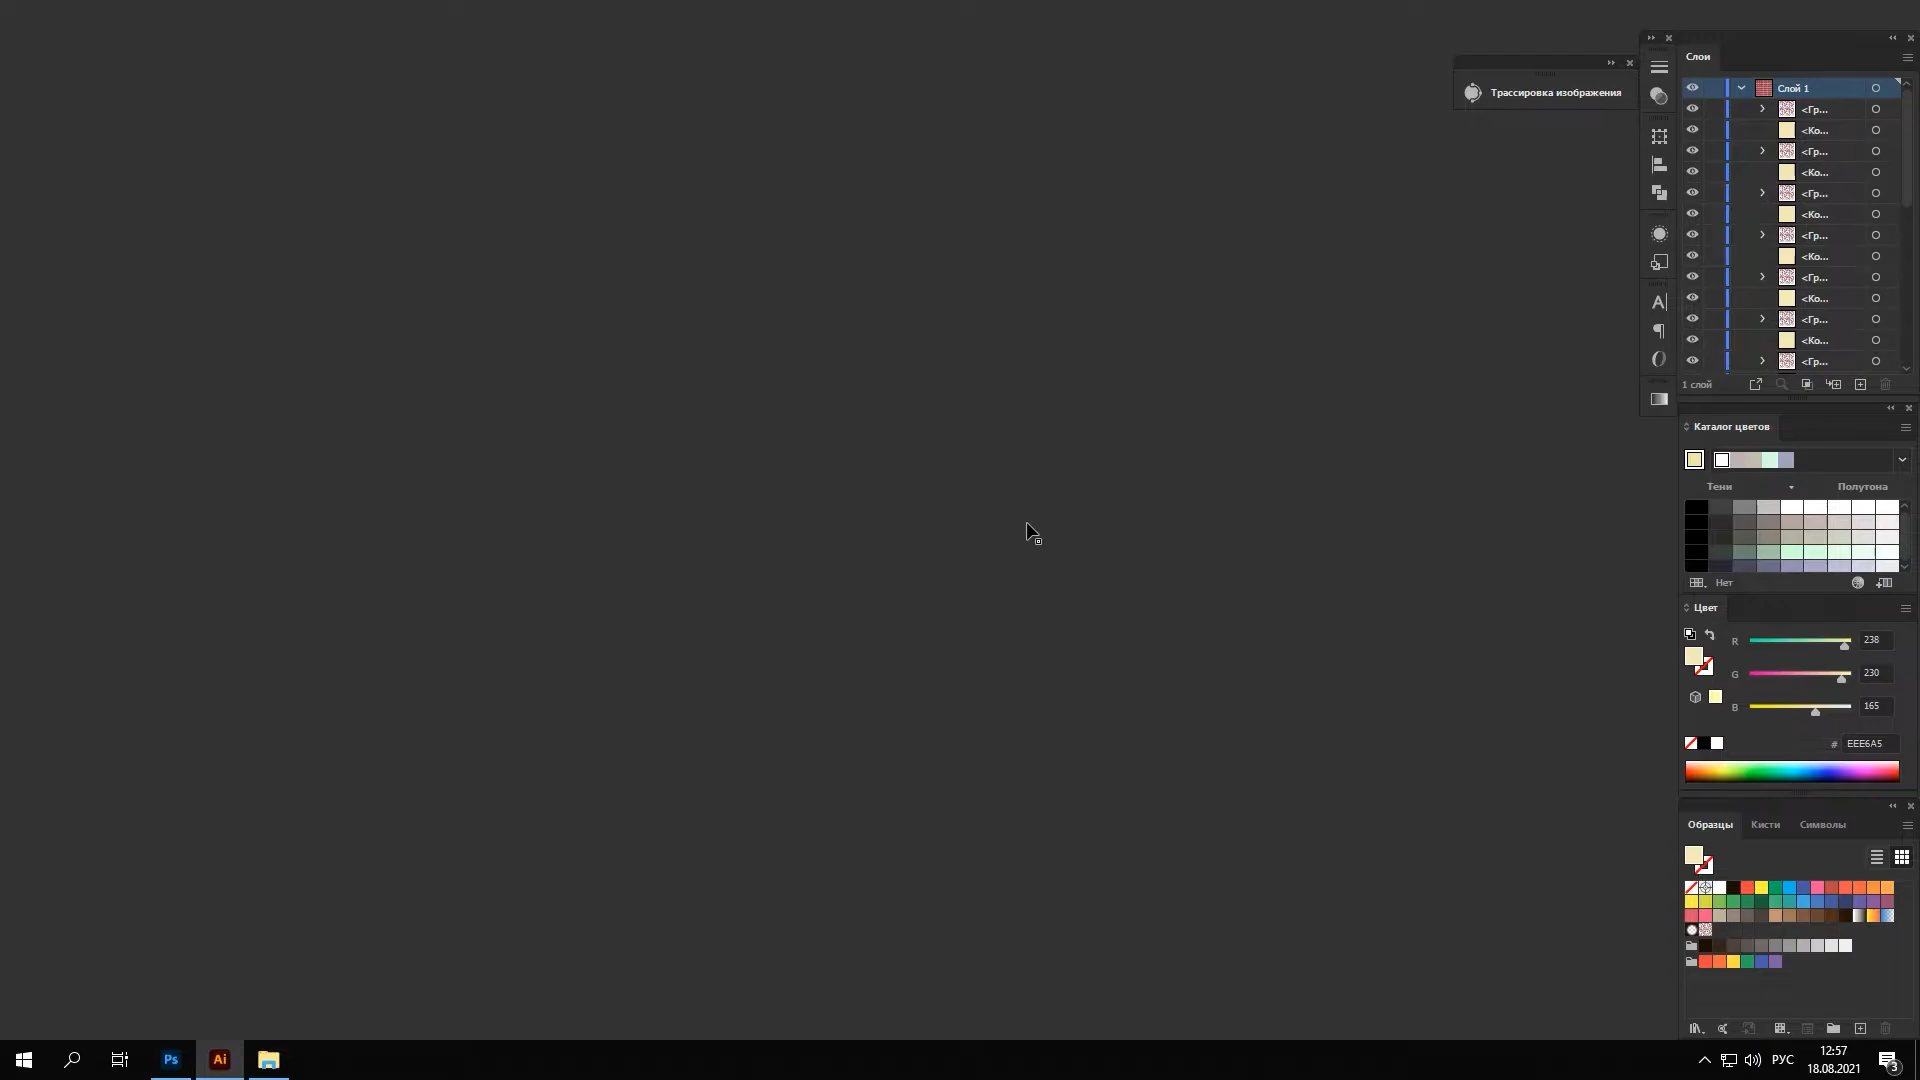 Слои
Трассировка изображения
Слой 1
<Гр...
<Ко...
<Гр...
<Ко...
<Гр...
<Ко...
<Гр...
<Ко...
<Гр...
<Ко...
<Гр...
<Ко...
<Гр...
1 слой
Каталог цветов
Тени
Полутона
Нет
Цвет
R 238
G 230
B 165
# EEE6A5
Образцы Кисти Символы
Ps Ai РУС 12:57
18.08.2021
3